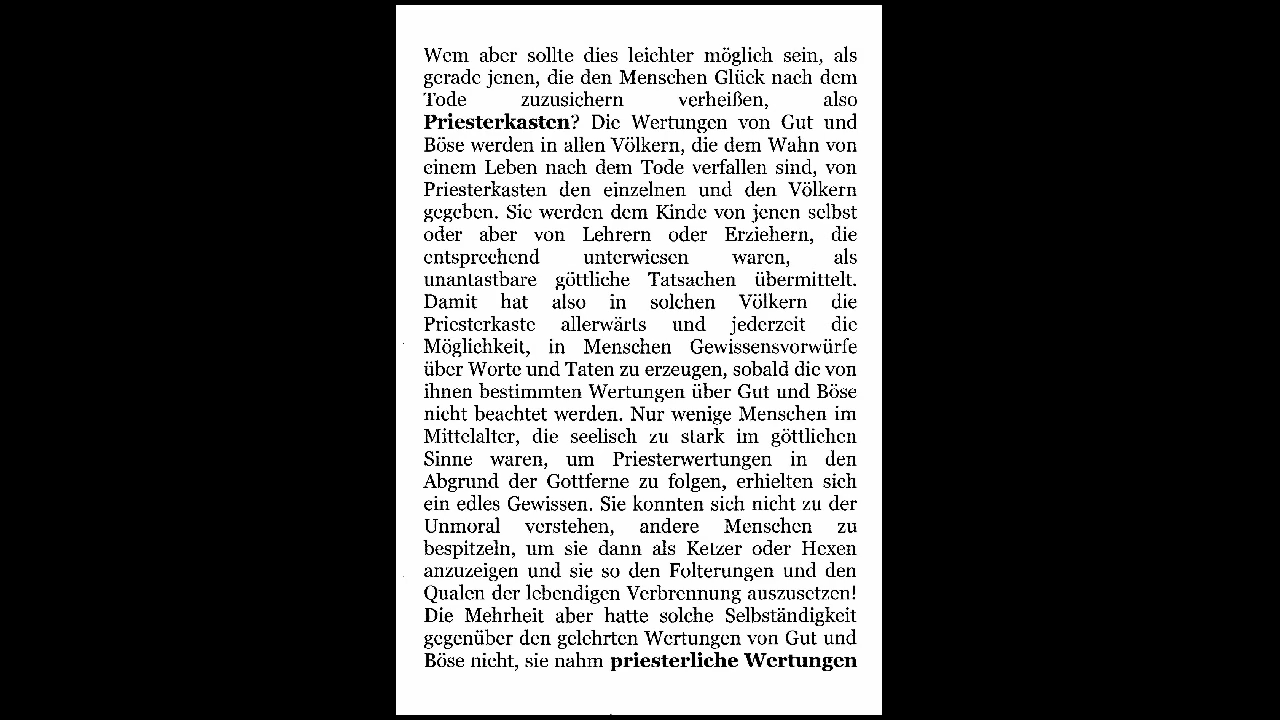 Wem aber sollte dies leichter möglich sein, als
gerade jenen, die den Menschen Glück nach dem
Tode zuzusichern verheißen, also
Priesterkasten? Die Wertungen von Gut und
Böse werden in allen Völkern, die dem Wahn von
einem Leben nach dem Tode verfallen sind, von
Priesterkasten den einzelnen und den Völkern
gegeben. Sie werden dem Kinde von jenen selbst
oder aber von Lehrern oder Erziehern, die
entsprechend unterwiesen waren, als
unantastbare göttliche Tatsachen übermittelt.
Damit hat also in solchen Völkern die
Priesterkaste allerwärts und jederzeit die
Möglichkeit, in Menschen Gewissensvorwürfe
über Worte und Taten zu erzeugen, sobald die von
ihnen bestimmten Wertungen über Gut und Böse
nicht beachtet werden. Nur wenige Menschen im
Mittelalter, die seelisch zu stark im göttlichen
Sinne waren, um Priesterwertungen in den
Abgrund der Gottferne zu folgen, erhielten sich
ein edles Gewissen. Sie konnten sich nicht zu der
Unmoral verstehen, andere Menschen zu
bespitzeln, um sie dann als Ketzer oder Hexen
anzuzeigen und sie so den Folterungen und den
Qualen der lebendigen Verbrennung auszusetzen!
Die Mehrheit aber hatte solche Selbständigkeit
gegenüber den gelehrten Wertungen von Gut und
Böse nicht, sie nahm priesterliche Wertungen